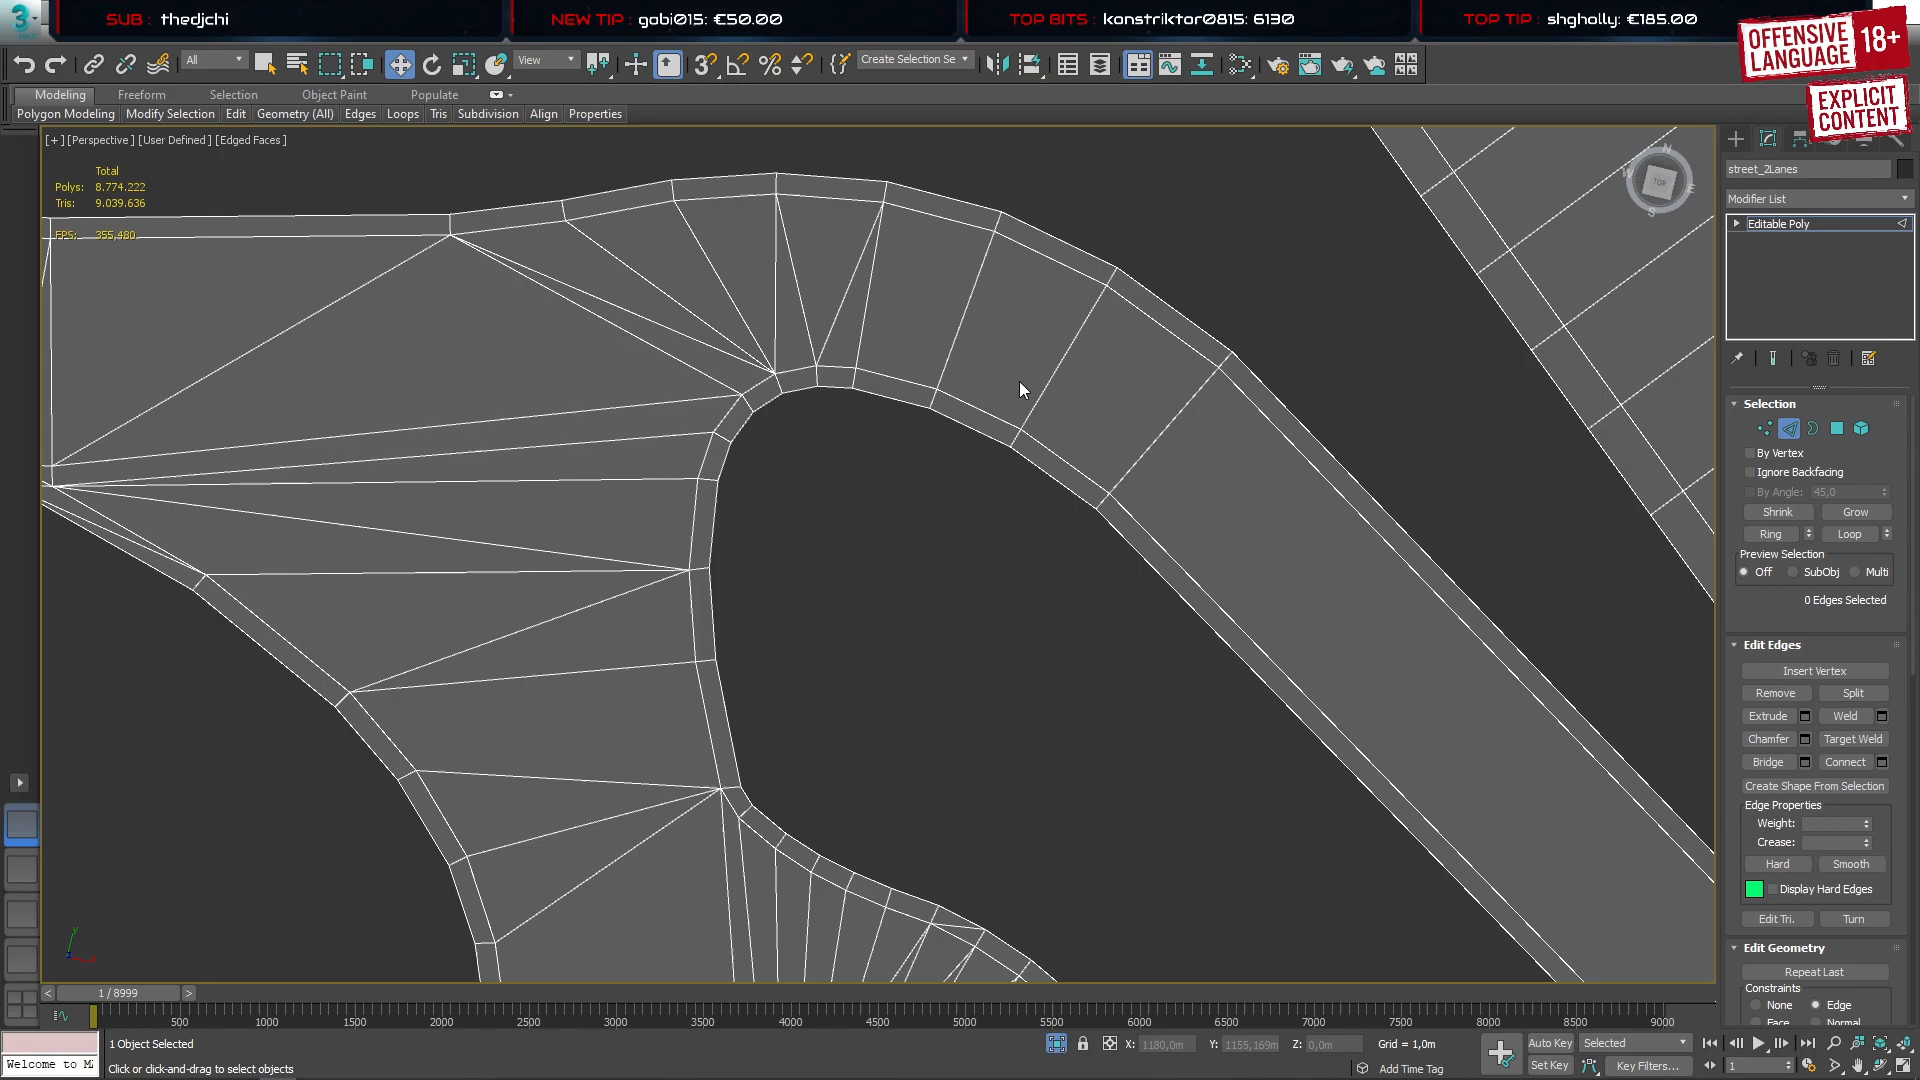 SUB : thedjchi
NEW TIP : gabi015: €50.00
TOP BITS : konstriktor0815: 6130
TOP TIP : shgholly: €185.00
OFFENSIVE LANGUAGE 18+
EXPLICIT CONTENT
3
MAX
All
View
Create Selection Se
Modeling Freeform Selection Object Paint Populate
Polygon Modeling Modify Selection Edit Geometry (All) Edges Loops Tris Subdivision Align Properties
[+] [Perspective] [User Defined] [Edged Faces]
Total
Polys: 8.774.222
Tris: 9.039.636
FPS: 355,480
N
W TOP E
S
street_2Lanes
Modifier List
Editable Poly
Selection
By Vertex
Ignore Backfacing
By Angle: 45,0
Shrink Grow
Ring Loop
Preview Selection
Off SubObj Multi
0 Edges Selected
Edit Edges
Insert Vertex
Remove Split
Extrude Weld
Chamfer Target Weld
Bridge Connect
Create Shape From Selection
Edge Properties
Weight:
Crease:
Hard Smooth
Display Hard Edges
Edit Tri. Turn
Edit Geometry
Repeat Last
Constraints
None Edge
Face Normal
y
< 1 / 8999 >
500 1000 1500 2000 2500 3000 3500 4000 4500 5000 5500 6000 6500 7000 7500 8000 8500 9000
1 Object Selected
X: 1180,0m Y: 1155,169m Z: 0,0m Grid = 1,0m
Auto Key Selected
Welcome to M
Click or click-and-drag to select objects
Add Time Tag
Set Key Key Filters...
1